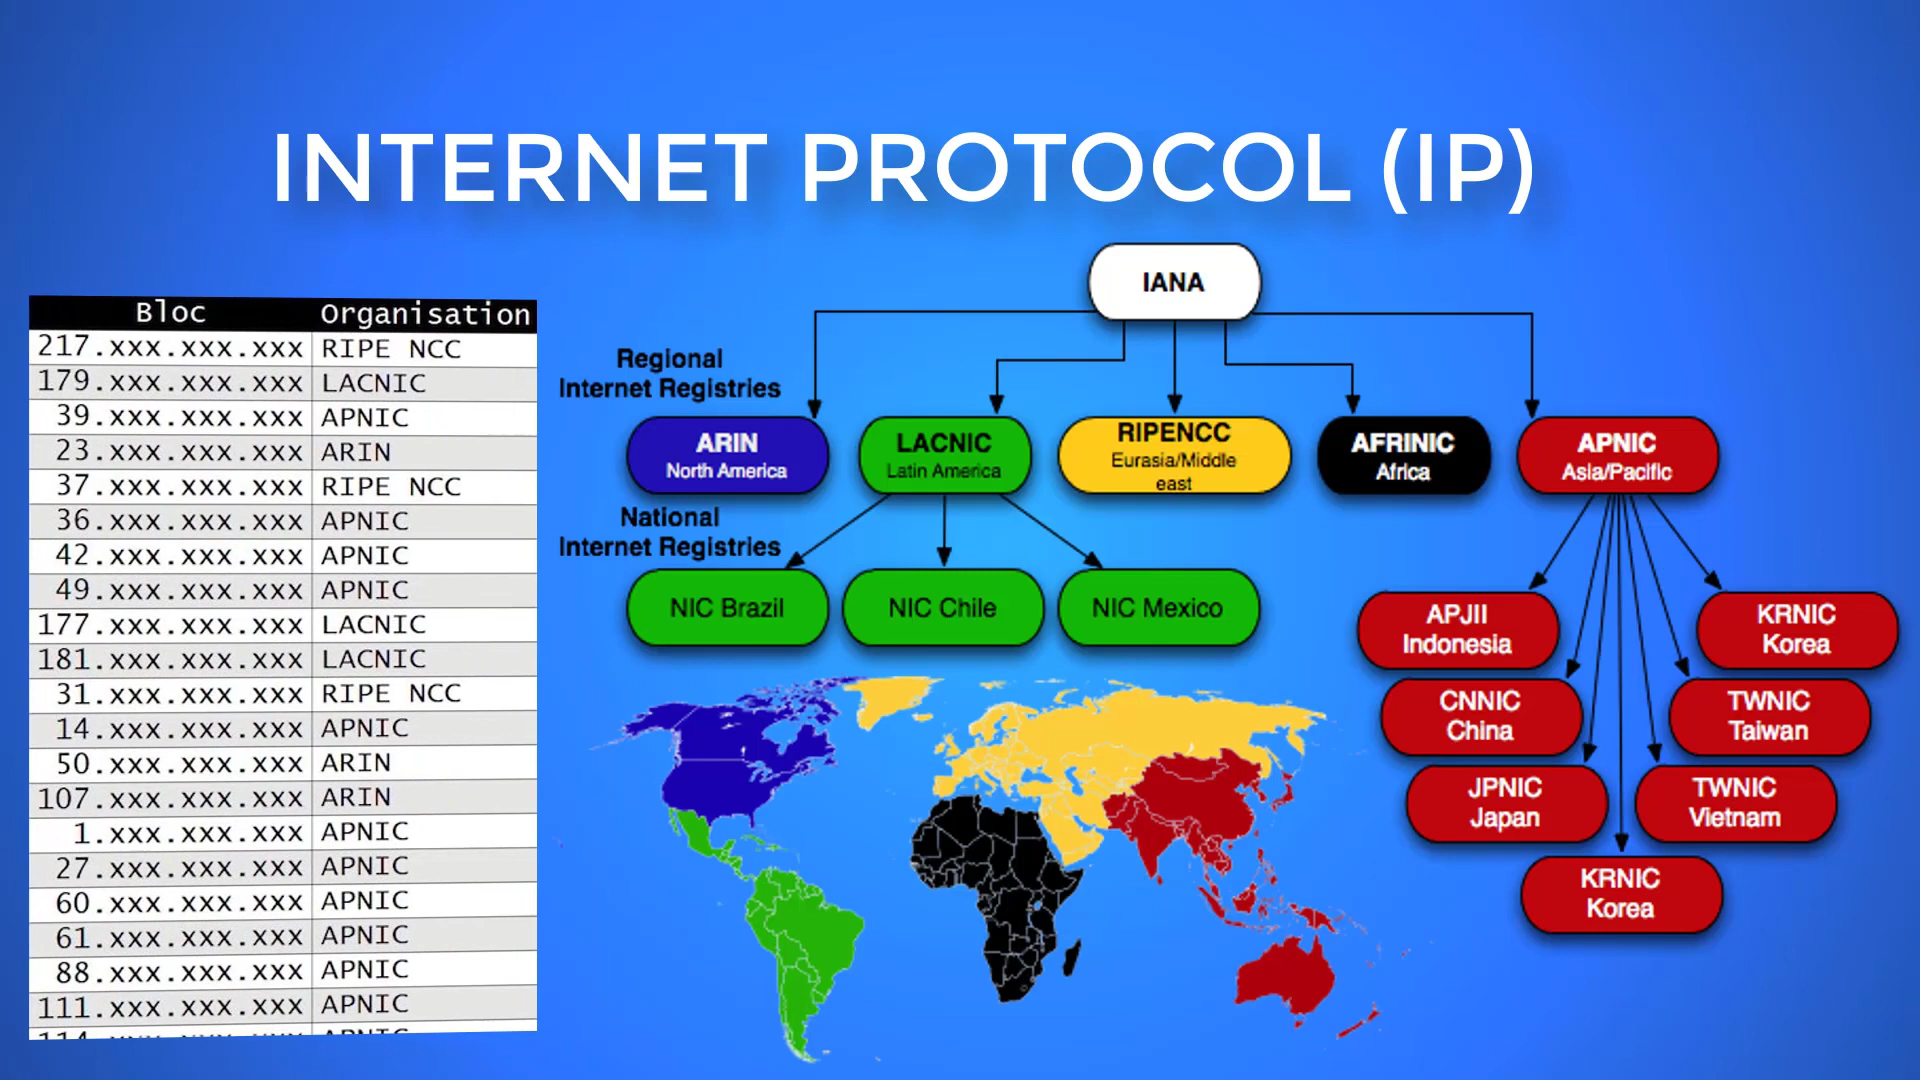 INTERNET PROTOCOL (IP)
Bloc Organisation
217.xxx.xxx.xxx RIPE NCC
179.xxx.xxx.xxx LACNIC
39.xxx.xxx.xxx APNIC
23.xxx.xxx.xxx ARIN
37.xxx.xxx.xxx RIPE NCC
36.xxx.xxx.xxx APNIC
42.xxx.xxx.xxx APNIC
49.xxx.xxx.xxx APNIC
177.xxx.xxx.xxx LACNIC
181.xxx.xxx.xxx LACNIC
31.xxx.xxx.xxx RIPE NCC
14.xxx.xxx.xxx APNIC
50.xxx.xxx.xxx ARIN
107.xxx.xxx.xxx ARIN
1.xxx.xxx.xxx APNIC
27.xxx.xxx.xxx APNIC
60.xxx.xxx.xxx APNIC
61.xxx.xxx.xxx APNIC
88.xxx.xxx.xxx APNIC
111.xxx.xxx.xxx APNIC
IANA
Regional
Internet Registries
ARIN
North America
LACNIC
Latin America
RIPENCC
Eurasia/Middle
east
AFRINIC
Africa
APNIC
Asia/Pacific
National
Internet Registries
NIC Brazil
NIC Chile
NIC Mexico
APJII
Indonesia
KRNIC
Korea
CNNIC
China
TWNIC
Taiwan
JPNIC
Japan
TWNIC
Vietnam
KRNIC
Korea